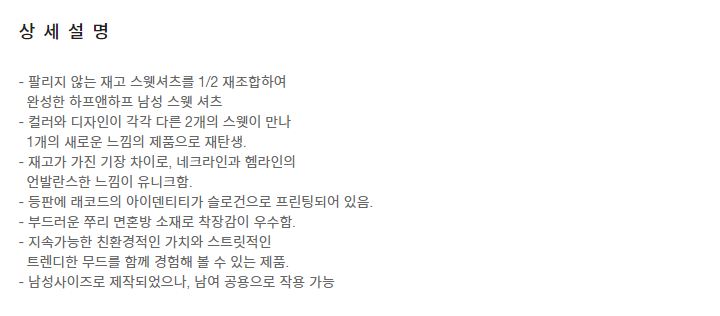 상 세 설 명
- 팔리지 않는 재고 스웻셔츠를 1/2 재조합하여
완성한 하프앤하프 남성 스웻 셔츠
- 컬러와 디자인이 각각 다른 2개의 스웻이 만나
1개의 새로운 느낌의 제품으로 재탄생.
- 재고가 가진 기장 차이로, 네크라인과 헴라인의
언발란스한 느낌이 유니크함.
- 등판에 래코드의 아이덴티티가 슬로건으로 프린팅되어 있음.
- 부드러운 쭈리 면혼방 소재로 착장감이 우수함.
- 지속가능한 친환경적인 가치와 스트릿적인
트렌디한 무드를 함께 경험해 볼 수 있는 제품.
- 남성사이즈로 제작되었으나, 남여 공용으로 작용 가능